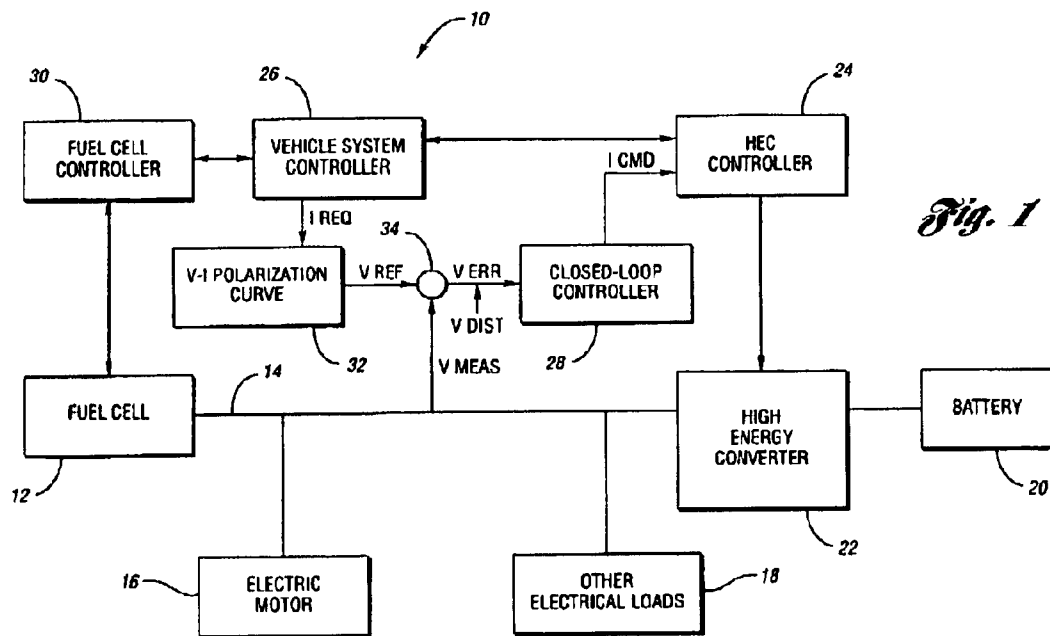 10
30
26
24
FUEL CELL
CONTROLLER
VEHICLE SYSTEM
CONTROLLER
HEC
CONTROLLER
I CMD
Fig. 1
I REQ
34
V-I POLARIZATION
CURVE
V REF
V ERR
CLOSED-LOOP
CONTROLLER
V DIST
32
28
14
V MEAS
FUEL CELL
HIGH
ENERGY
CONVERTER
BATTERY
12
20
22
16
ELECTRIC
MOTOR
OTHER
ELECTRICAL LOADS
18